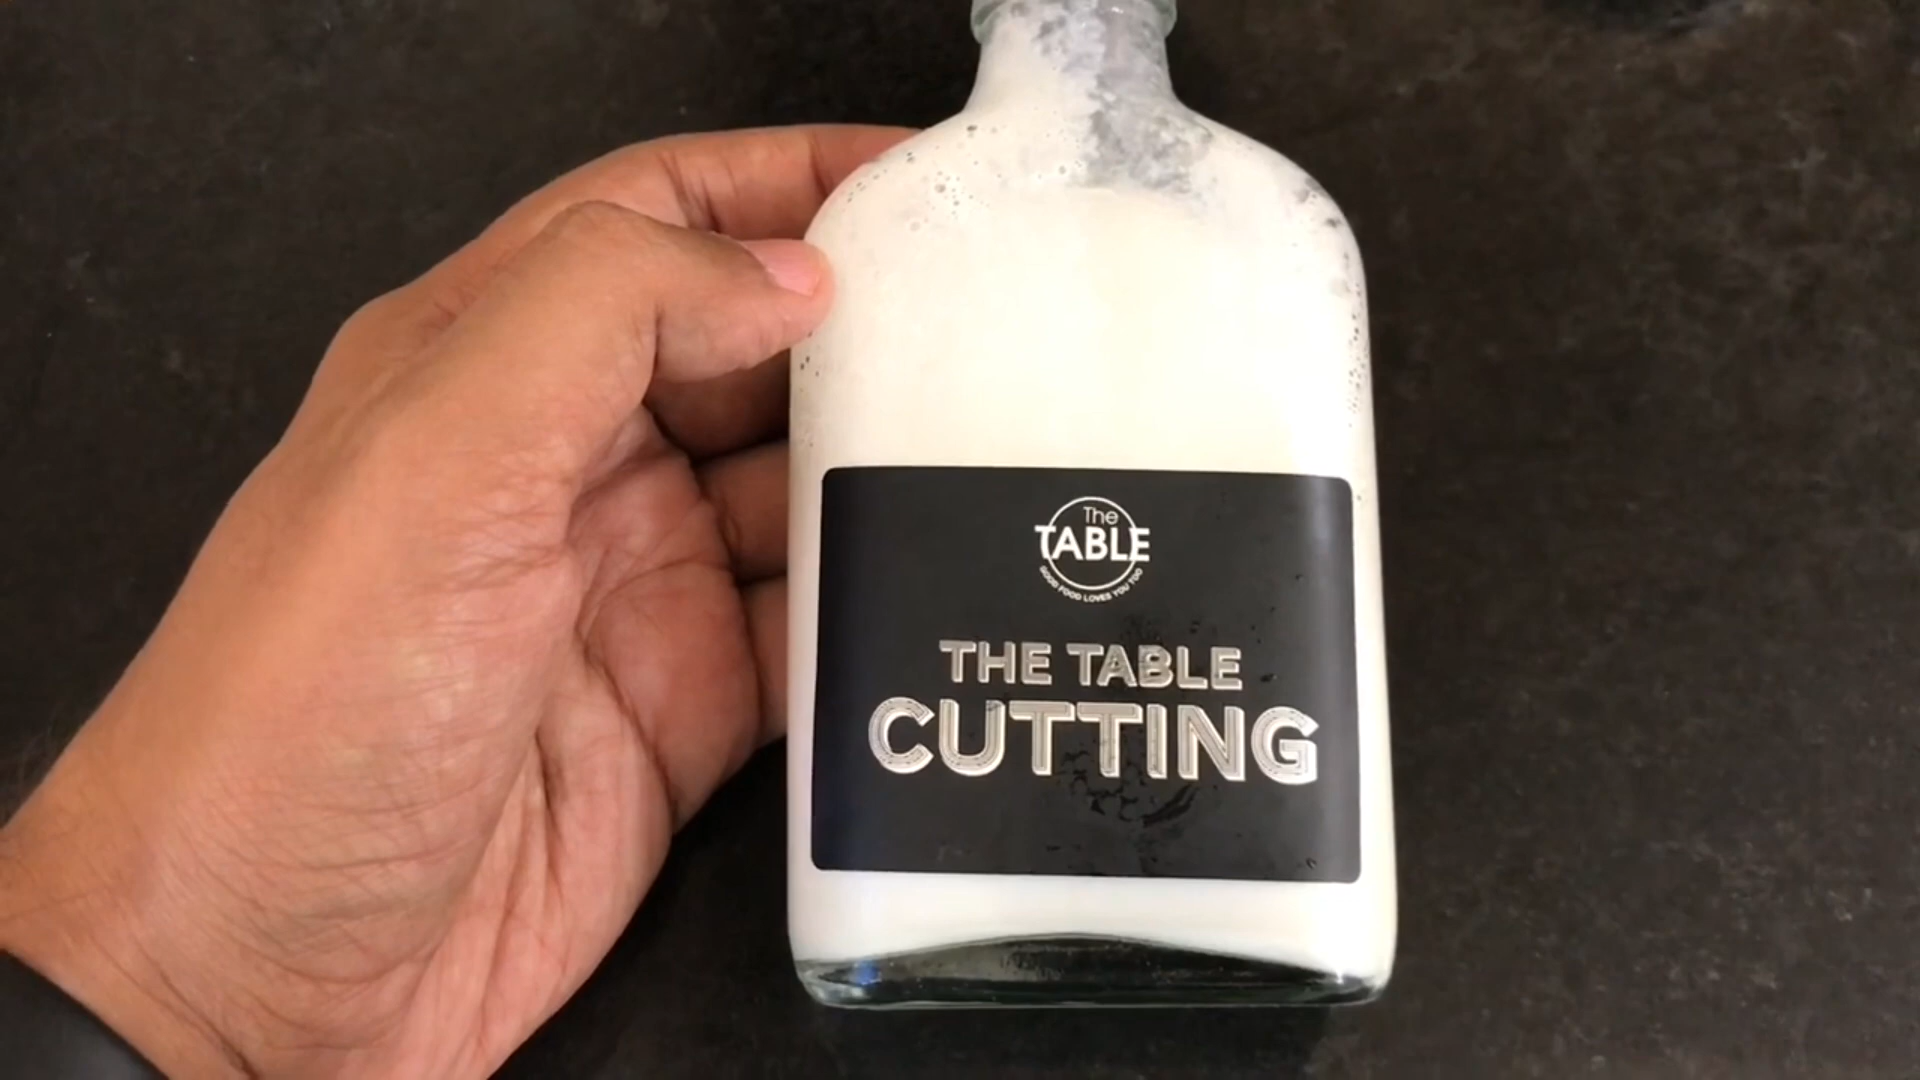 The
TABLE
GOOD FOOD LOVES YOU TOO
THE TABLE
CUTTING